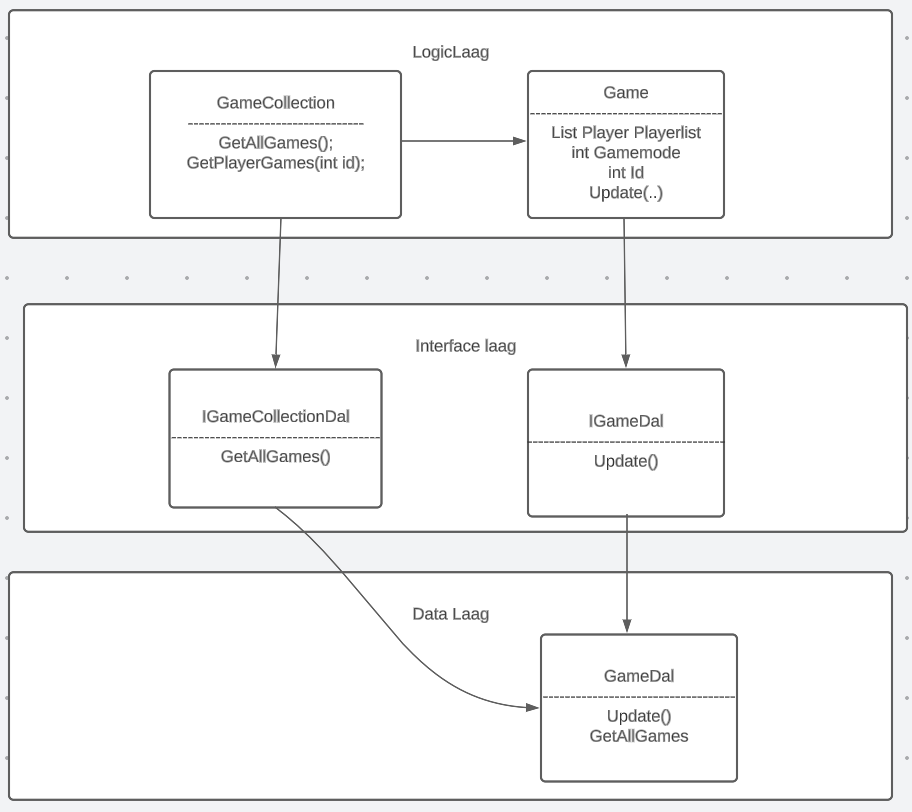 LogicLaag
GameCollection
GetAllGames();
GetPlayerGames(int id);
Game
List Player Playerlist
int Gamemode
int Id
Update(..)
Interface laag
IGameCollectionDal
GetAllGames()
IGameDal
Update()
Data Laag
GameDal
Update()
GetAllGames